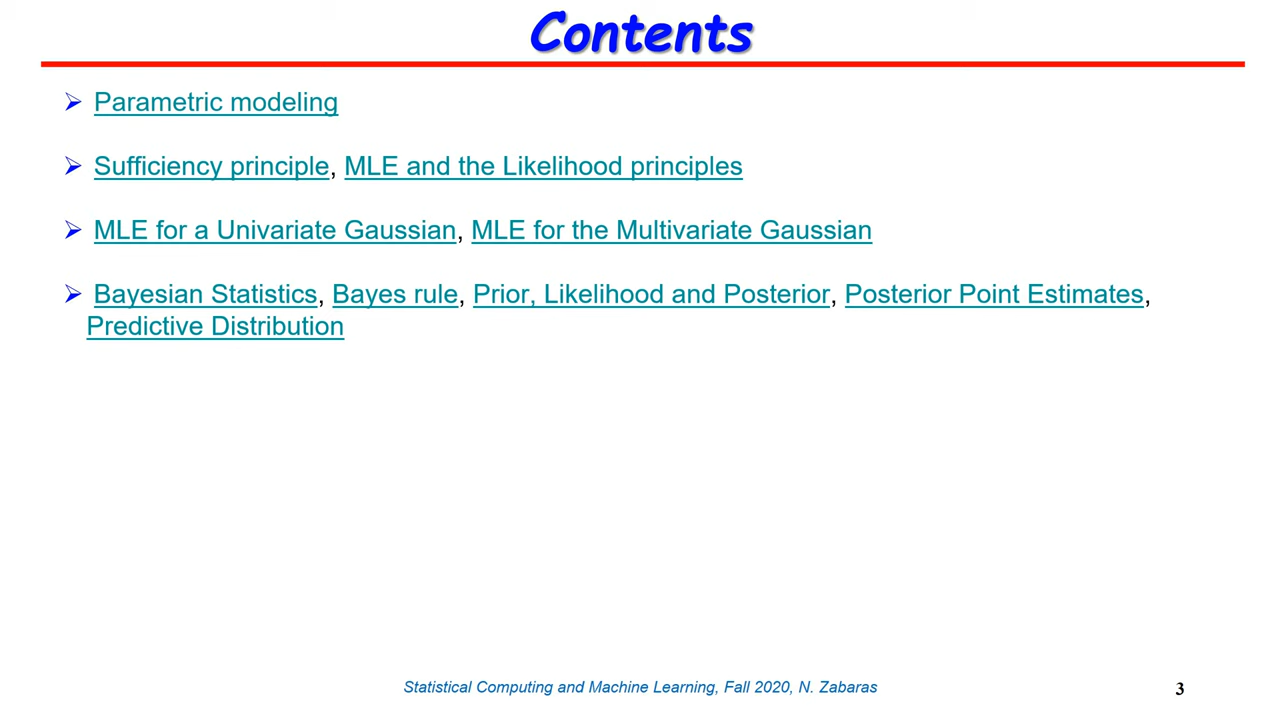 Contents
Parametric modeling
Sufficiency principle, MLE and the Likelihood principles
MLE for a Univariate Gaussian, MLE for the Multivariate Gaussian
Bayesian Statistics, Bayes rule, Prior, Likelihood and Posterior, Posterior Point Estimates,
Predictive Distribution
Statistical Computing and Machine Learning, Fall 2020, N. Zabaras
3